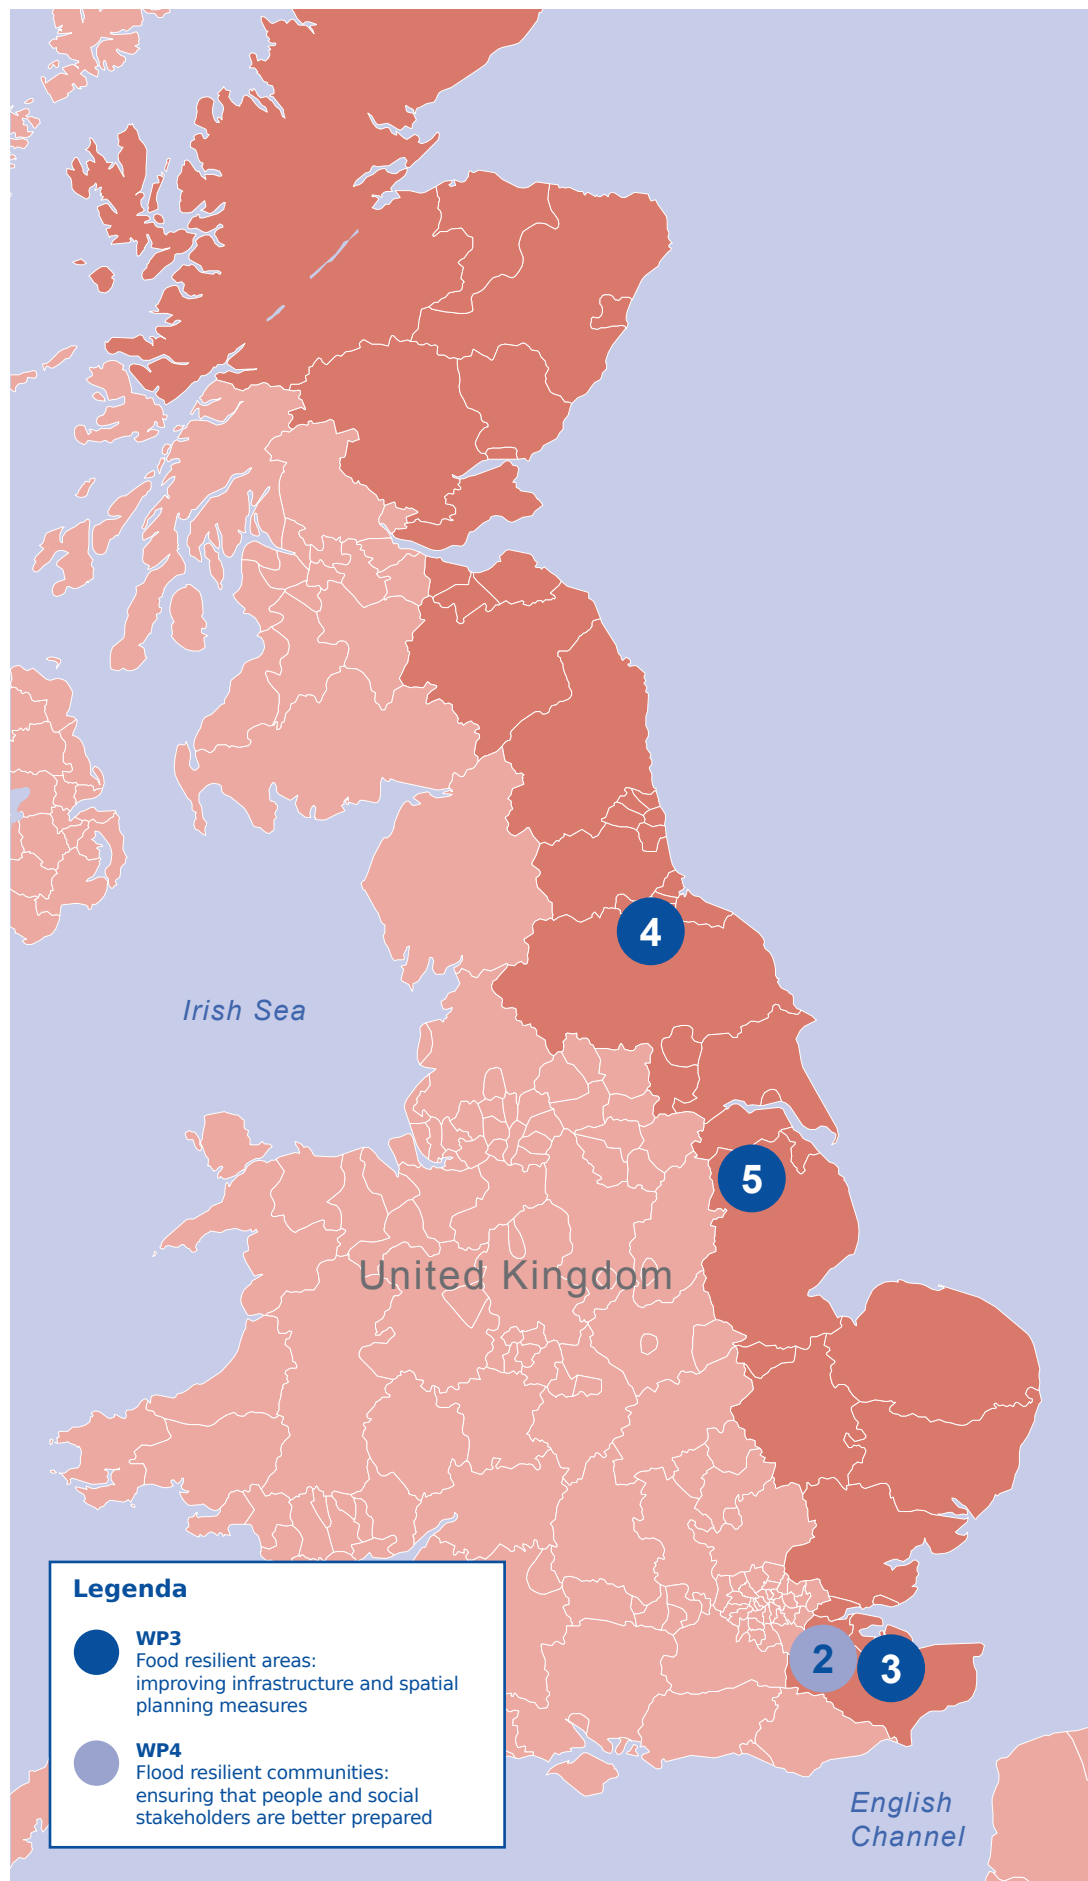 4
Irish Sea
5
United Kingdom
Legenda
WP3
Food resilient areas:
improving infrastructure and spatial
planning measures
WP4
Flood resilient communities:
ensuring that people and social
stakeholders are better prepared
2
3
English
Channel